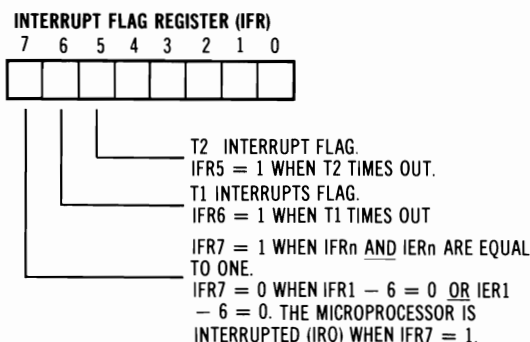 INTERRUPT FLAG REGISTER (IFR)
7 6 5 4 3 2 1 0
T2 INTERRUPT FLAG.
IFR5 = 1 WHEN T2 TIMES OUT.
T1 INTERRUPTS FLAG.
IFR6 = 1 WHEN T1 TIMES OUT
IFR7 = 1 WHEN IFRn AND IERn ARE EQUAL
TO ONE.
IFR7 = 0 WHEN IFR1 – 6 = 0 OR IER1
– 6 = 0. THE MICROPROCESSOR IS
INTERRUPTED (IRQ) WHEN IFR7 = 1.